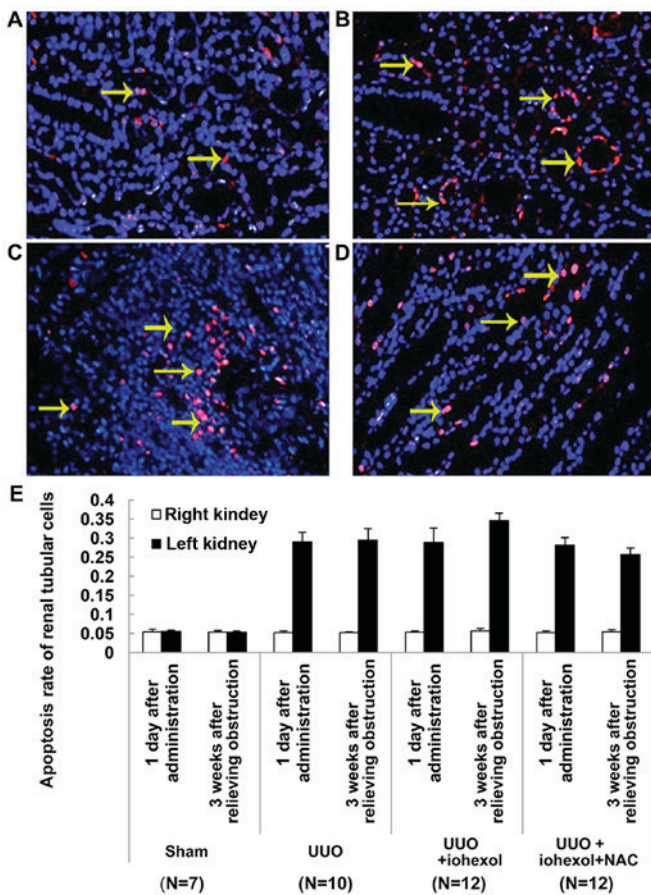 A
B
C
D
E
Apoptosis rate of renal tubular cells
0.4
0.35
0.3
0.25
0.2
0.15
0.1
0.05
0
Right kindey
Left kidney
1 day after
administration
3 weeks after
relieving obstruction
1 day after
administration
3 weeks after
relieving obstruction
1 day after
administration
3 weeks after
relieving obstruction
1 day after
administration
3 weeks after
relieving obstruction
Sham
UUO
UUO
+iohexol
UUO +
iohexol+NAC
(N=7)
(N=10)
(N=12)
(N=12)